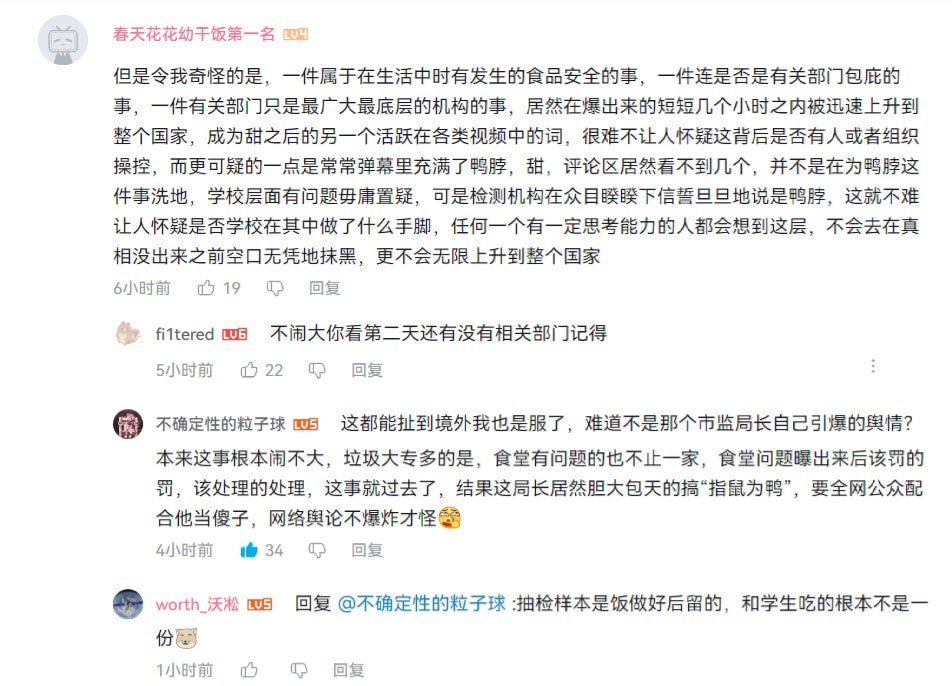 春天花花幼干饭第一名 LV4
但是令我奇怪的是，一件属于在生活中时有发生的食品安全的事，一件连是否是有关部门包庇的
事，一件有关部门只是最广大最底层的机构的事，居然在爆出来的短短几个小时之内被迅速上升到
整个国家，成为甜之后的另一个活跃在各类视频中的词，很难不让人怀疑这背后是否有人或者组织
操控，而更可疑的一点是常常弹幕里充满了鸭脖，甜，评论区居然看不到几个，并不是在为鸭脖这
件事洗地，学校层面有问题毋庸置疑，可是检测机构在众目睽睽下信誓旦旦地说是鸭脖，这就不难
让人怀疑是否学校在其中做了什么手脚，任何一个有一定思考能力的人都会想到这层，不会去在真
相没出来之前空口无凭地抹黑，更不会无限上升到整个国家
6小时前 19 回复
fi1tered LV6 不闹大你看第二天还有没有相关部门记得
5小时前 22 回复
不确定性的粒子球 LV5 这都能扯到境外我也是服了，难道不是那个市监局长自己引爆的舆情？
本来这事根本闹不大，垃圾大专多的是，食堂有问题的也不止一家，食堂问题曝出来后该罚的
罚，该处理的处理，这事就过去了，结果这局长居然胆大包天的搞“指鼠为鸭”，要全网公众配
合他当傻子，网络舆论不爆炸才怪
4小时前 34 回复
worth_沃凇 LV5 回复 @不确定性的粒子球 :抽检样本是饭做好后留的，和学生吃的根本不是一
份
1小时前 回复